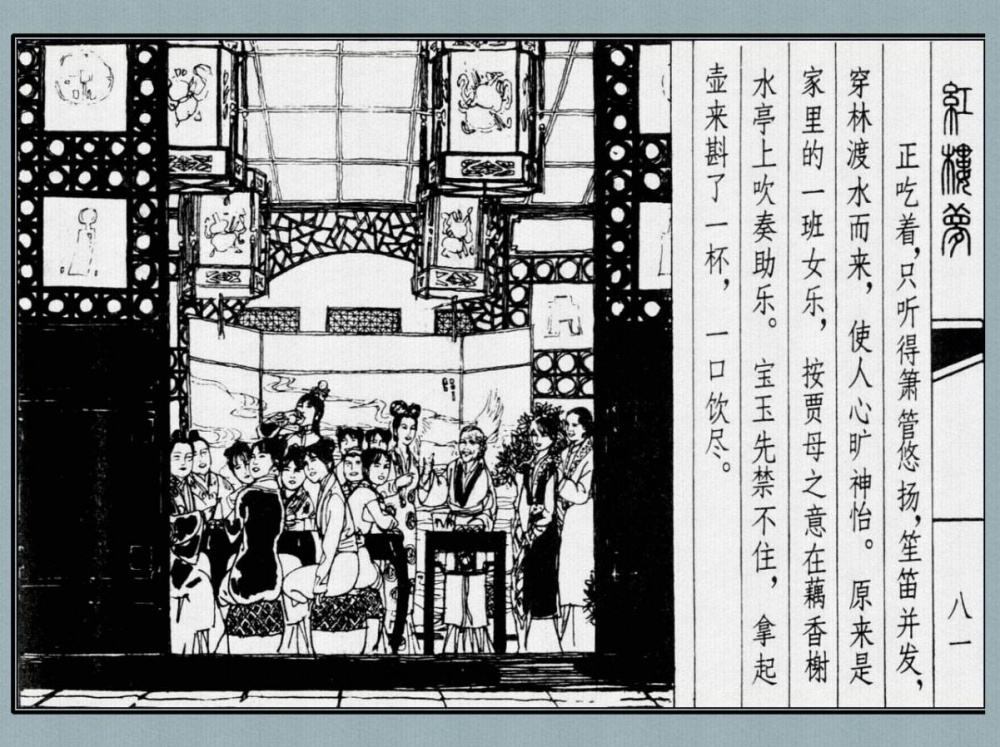 紅樓夢
八一
正吃着，只听得箫管悠扬，笙笛并发，
穿林渡水而来，使人心旷神怡。原来是
家里的一班女乐，按贾母之意在藕香榭
水亭上吹奏助乐。宝玉先禁不住，拿起
壶来斟了一杯，一口饮尽。